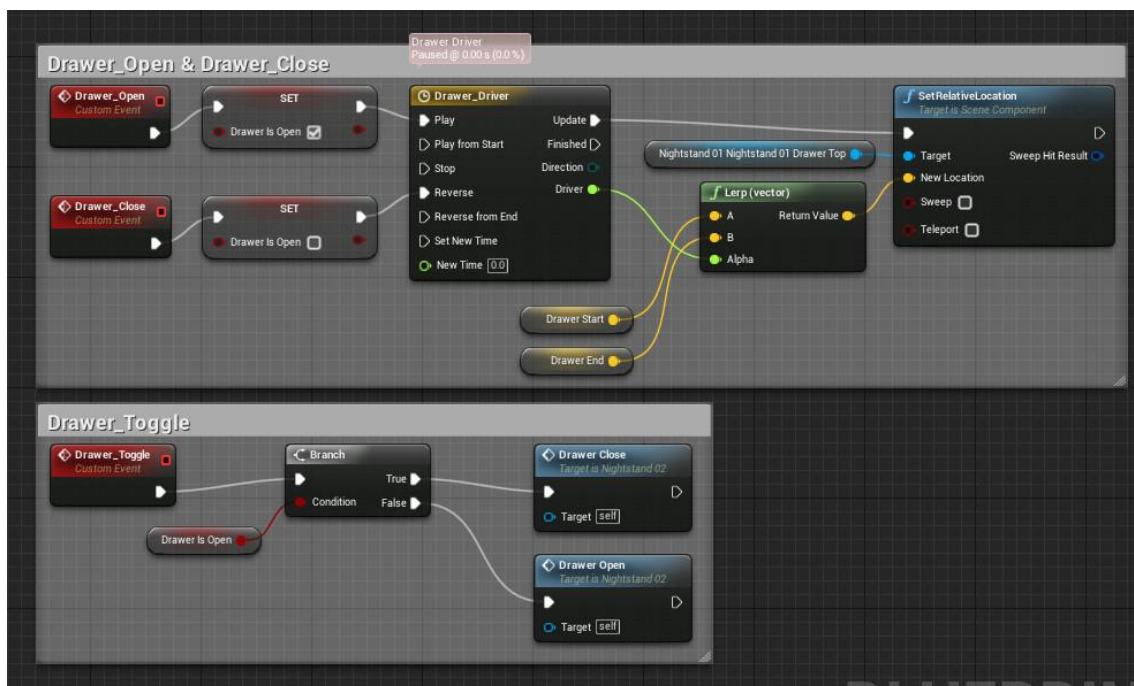 Drawer Driver
Paused @ 0.00 s (0.0 %)
Drawer_Open & Drawer_Close
Drawer_Open
Custom Event
SET
Drawer Is Open
Drawer_Close
Custom Event
SET
Drawer Is Open
Drawer_Driver
Play
Update
Play from Start
Finished
Stop
Direction
Reverse
Driver
Reverse from End
Set New Time
New Time 0.0
Nightstand 01 Nightstand 01 Drawer Top
Lerp (vector)
A
Return Value
B
Alpha
Drawer Start
Drawer End
SetRelativeLocation
Target is Scene Component
Target
Sweep Hit Result
New Location
Sweep
Teleport
Drawer_Toggle
Drawer_Toggle
Custom Event
Drawer Is Open
Branch
True
Condition
False
Drawer Close
Target is Nightstand 02
Target self
Drawer Open
Target is Nightstand 02
Target self